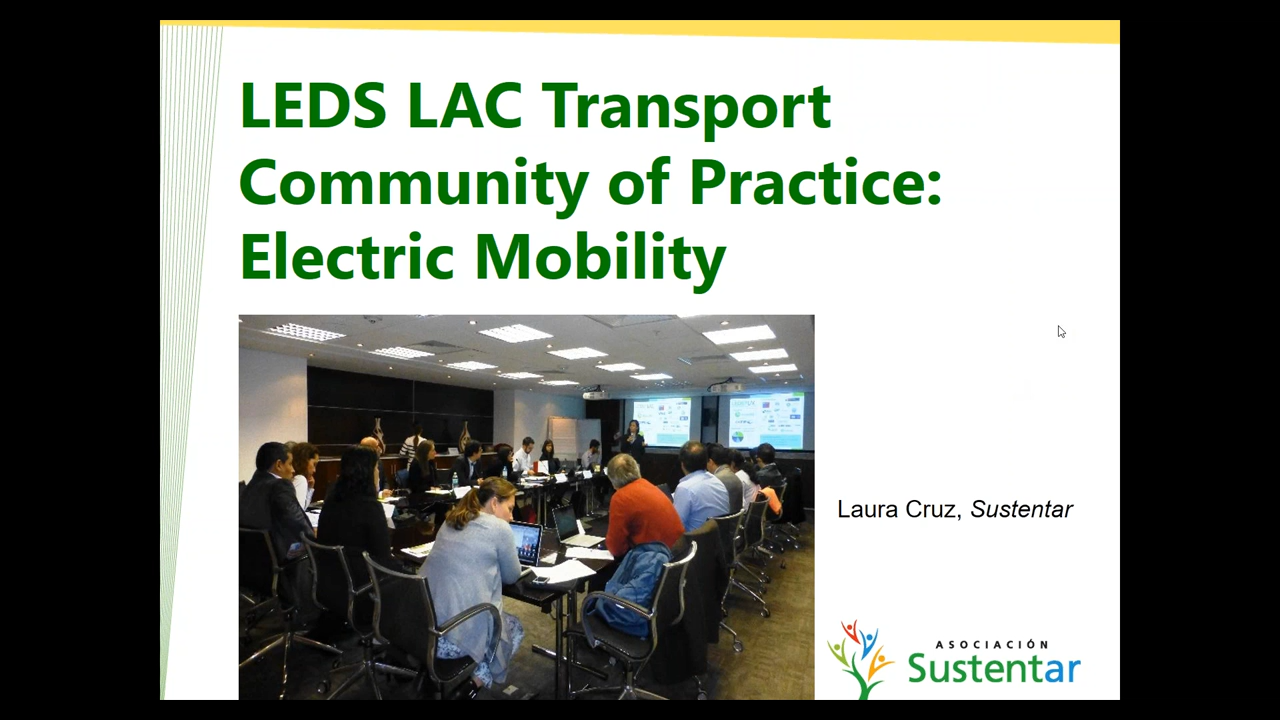 LEDS LAC Transport
Community of Practice:
Electric Mobility
Laura Cruz, Sustentar
ASOCIACIÓN
Sustentar